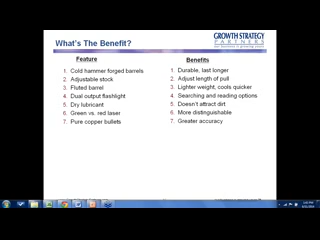 What's The Benefit?
GROWTH STRATEGY
PARTNERS
Feature
1. Cold hammer forged barrels
2. Adjustable stock
3. Fluted barrel
4. Dual output flashlight
5. Dry lubricant
6. Green vs. red laser
7. Pure copper bullets
Benefits
1. Durable, last longer
2. Adjust length of pull
3. Lighter weight, cools quicker
4. Searching and reading options
5. Doesn't attract dirt
6. More distinguishable
7. Greater accuracy